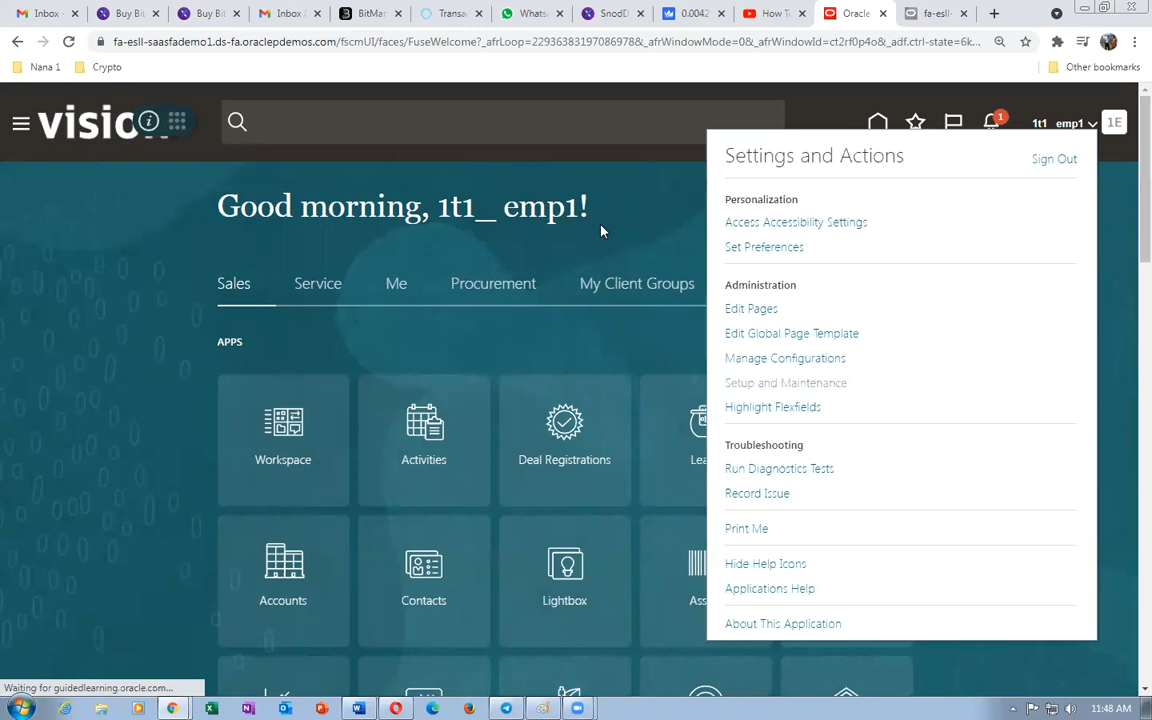 Inbox -
Buy Bit
Buy Bit
Inbox
BitMar
Transa
Whats
SnodD
0.0042
How T
Oracle
fa-esll-
fa-esll-saasfademo1.ds-fa.oraclepdemos.com/fscmUI/faces/FuseWelcome?_afrLoop=229363831970869788&_afrWindowMode=0&_afrWindowId=ct2rf0p4o&_adf.ctrl-state=6k...
Nana 1
Crypto
Other bookmarks
visio
1
1t1_emp1
1E
Settings and Actions
Sign Out
Good morning, 1t1_ emp1!
Personalization
Access Accessibility Settings
Set Preferences
Sales
Service
Me
Procurement
My Client Groups
Administration
Edit Pages
Edit Global Page Template
Manage Configurations
Setup and Maintenance
Highlight Flexfields
APPS
Workspace
Activities
Deal Registrations
Lea
Troubleshooting
Run Diagnostics Tests
Record Issue
Print Me
Hide Help Icons
Applications Help
About This Application
Accounts
Contacts
Lightbox
Ass
Waiting for guidedlearning.oracle.com...
11:48 AM